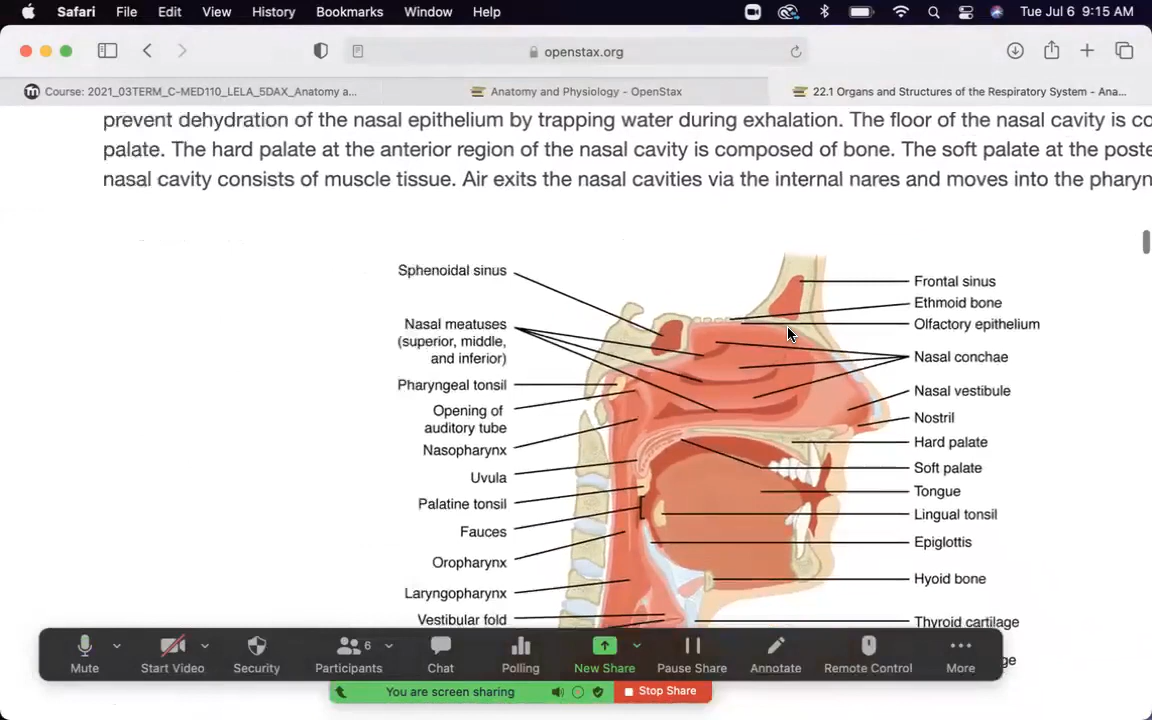 Safari File Edit View History Bookmarks Window Help Tue Jul 6 9:15 AM
openstax.org
Course: 2021_03TERM_C-MED110_LELA_5DAX_Anatomy a... Anatomy and Physiology - OpenStax 22.1 Organs and Structures of the Respiratory System - Ana...
prevent dehydration of the nasal epithelium by trapping water during exhalation. The floor of the nasal cavity is co
palate. The hard palate at the anterior region of the nasal cavity is composed of bone. The soft palate at the poste
nasal cavity consists of muscle tissue. Air exits the nasal cavities via the internal nares and moves into the pharyn
Sphenoidal sinus
Nasal meatuses
(superior, middle,
and inferior)
Pharyngeal tonsil
Opening of
auditory tube
Nasopharynx
Uvula
Palatine tonsil
Fauces
Oropharynx
Laryngopharynx
Vestibular fold
Frontal sinus
Ethmoid bone
Olfactory epithelium
Nasal conchae
Nasal vestibule
Nostril
Hard palate
Soft palate
Tongue
Lingual tonsil
Epiglottis
Hyoid bone
Thyroid cartilage
ge
6
Mute Start Video Security Participants Chat Polling New Share Pause Share Annotate Remote Control More
You are screen sharing Stop Share